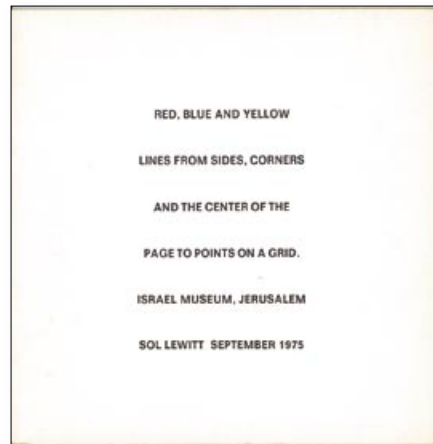 RED, BLUE AND YELLOW
LINES FROM SIDES, CORNERS
AND THE CENTER OF THE
PAGE TO POINTS ON A GRID.
ISRAEL MUSEUM, JERUSALEM
SOL LEWITT SEPTEMBER 1975